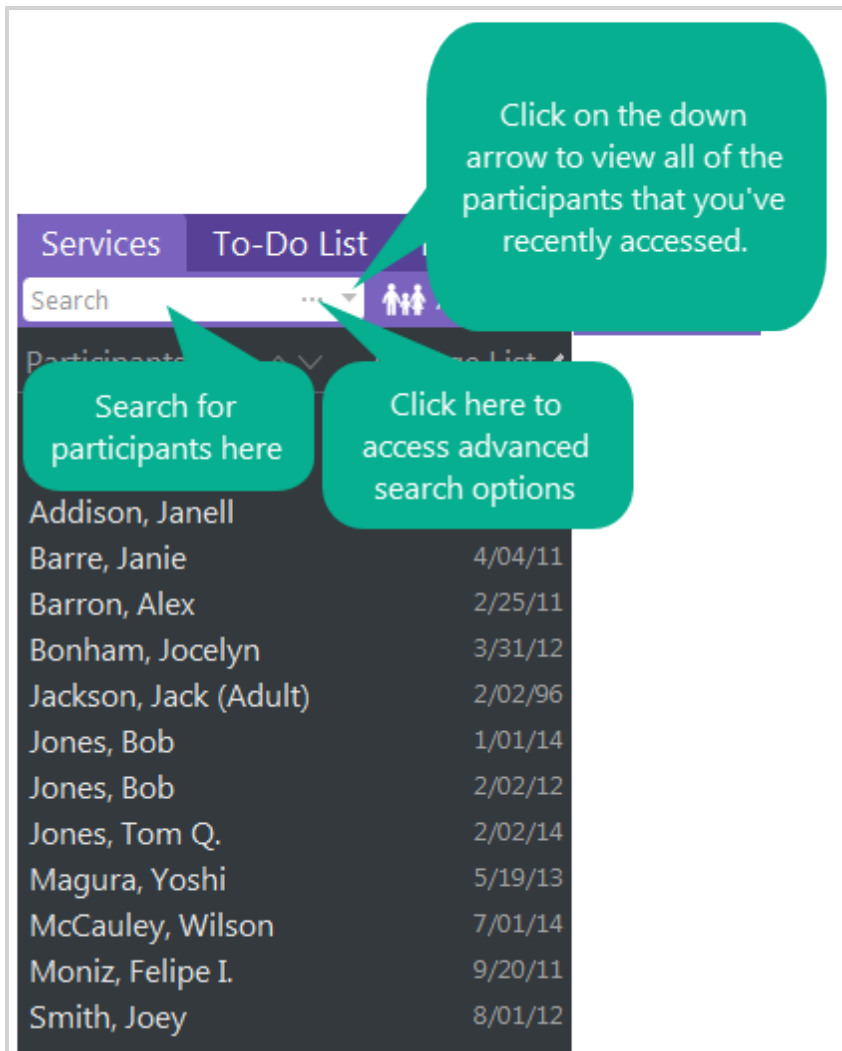 Click on the down
arrow to view all of the
participants that you've
recently accessed.
Services To-Do List
Search ...
Participants List
Search for
participants here
Click here to
access advanced
search options
Addison, Janell
Barre, Janie 4/04/11
Barron, Alex 2/25/11
Bonham, Jocelyn 3/31/12
Jackson, Jack (Adult) 2/02/96
Jones, Bob 1/01/14
Jones, Bob 2/02/12
Jones, Tom Q. 2/02/14
Magura, Yoshi 5/19/13
McCauley, Wilson 7/01/14
Moniz, Felipe I. 9/20/11
Smith, Joey 8/01/12